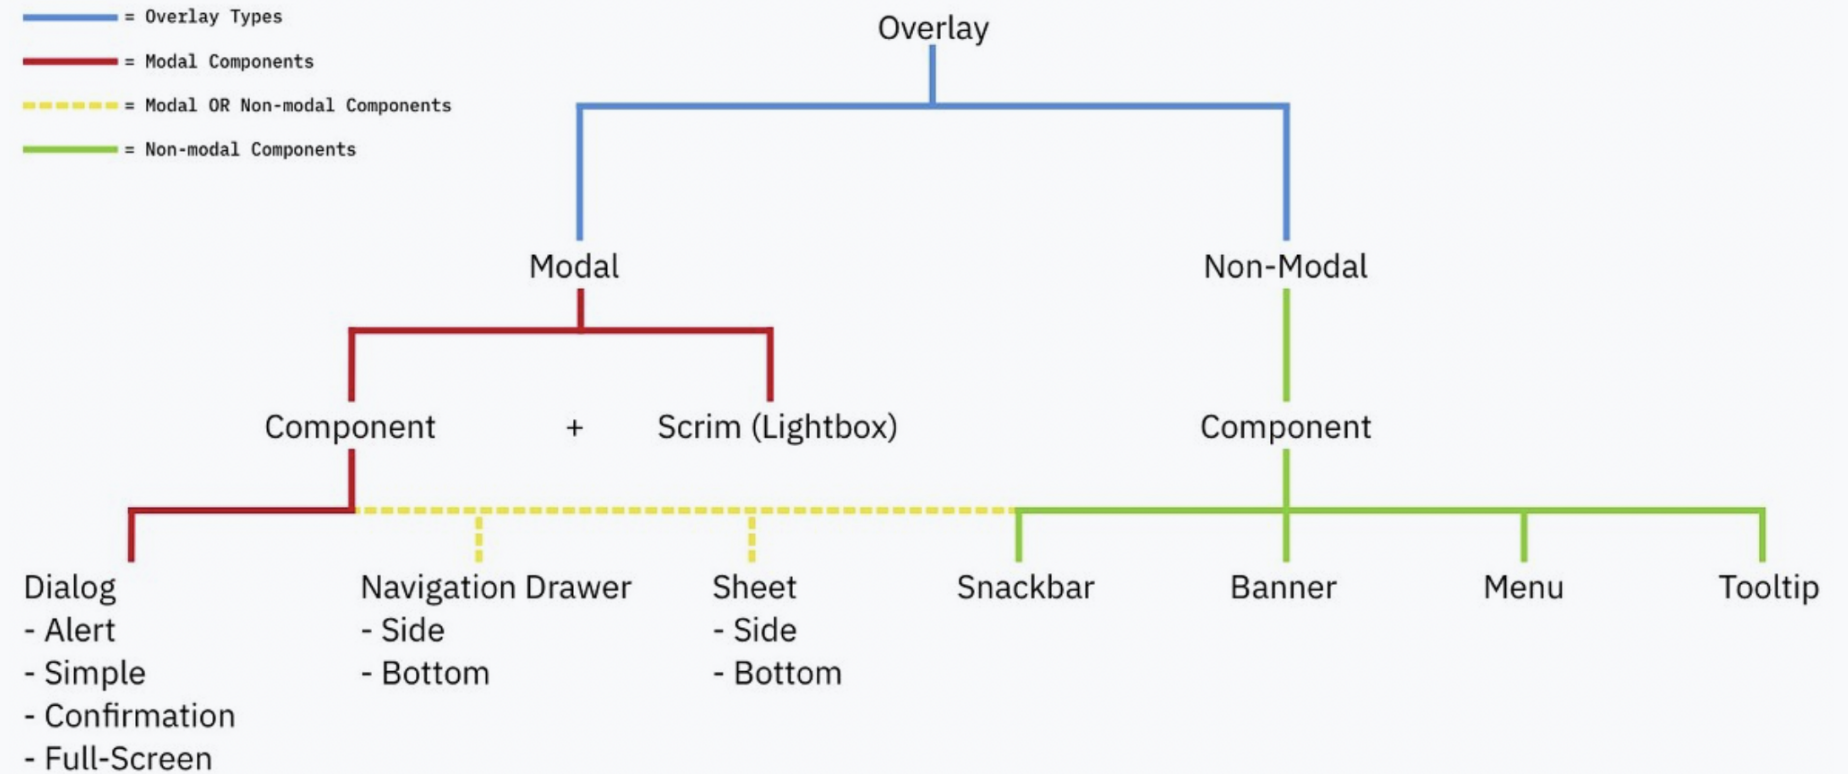 = Overlay Types
= Modal Components
= Modal OR Non-modal Components
= Non-modal Components
Overlay
Modal
Non-Modal
Component + Scrim (Lightbox)
Component
Dialog
- Alert
- Simple
- Confirmation
- Full-Screen
Navigation Drawer
- Side
- Bottom
Sheet
- Side
- Bottom
Snackbar
Banner
Menu
Tooltip